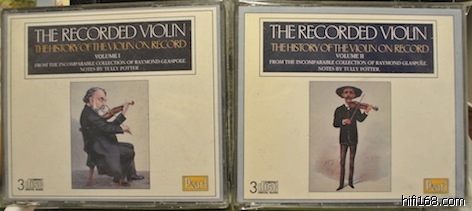 THE RECORDED VIOLIN
THE HISTORY OF THE VIOLIN ON RECORD
VOLUME I
FROM THE INCOMPARABLE COLLECTION OF RAYMOND GLASPOLE
NOTES BY TULLY POTTER
3
THE RECORDED VIOLIN
THE HISTORY OF THE VIOLIN ON RECORD
VOLUME II
FROM THE INCOMPARABLE COLLECTION OF RAYMOND GLASPOLE
NOTES BY TULLY POTTER
3
hifi168.com